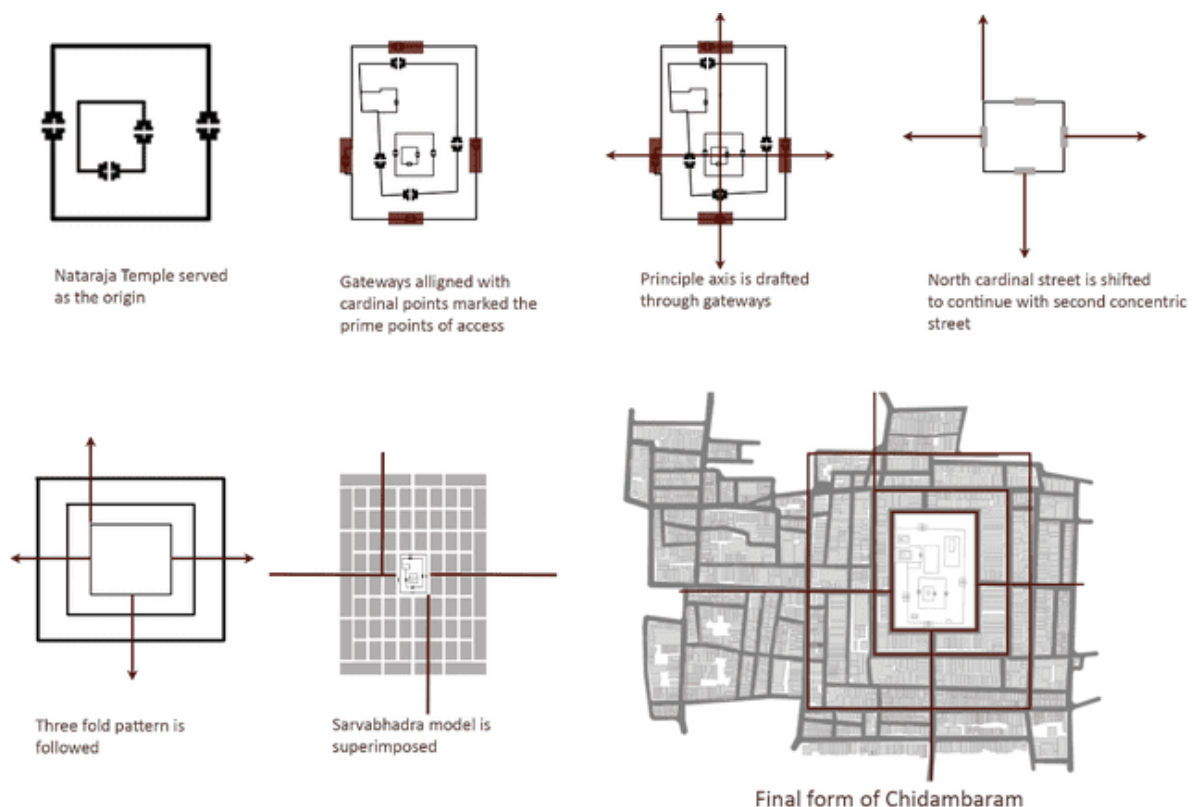 Nataraja Temple served
as the origin
Gateways alligned with
cardinal points marked the
prime points of access
Principle axis is drafted
through gateways
North cardinal street is shifted
to continue with second concentric
street
Three fold pattern is
followed
Sarvabhadra model is
superimposed
Final form of Chidambaram